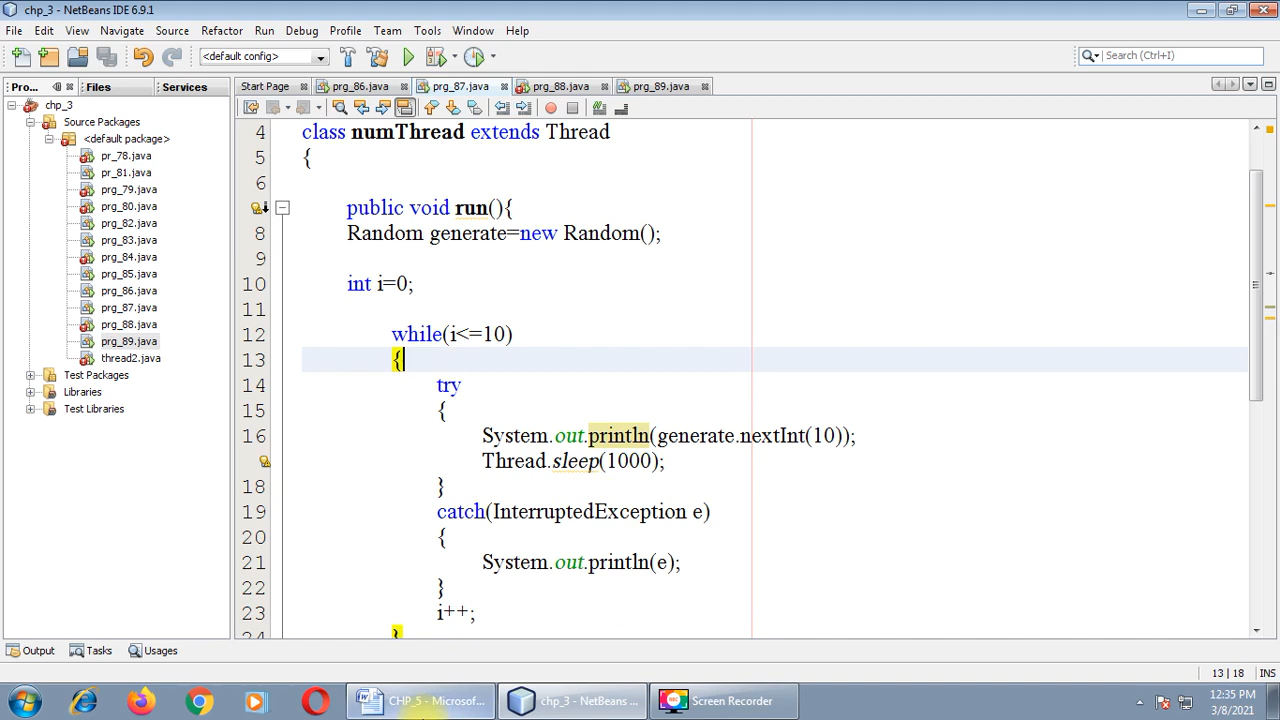 chp_3 - NetBeans IDE 6.9.1
File Edit View Navigate Source Refactor Run Debug Profile Team Tools Window Help
<default config>
Search (Ctrl+I)
Pro... Files Services
Start Page prg_86.java prg_87.java prg_88.java prg_89.java
chp_3
Source Packages
<default package>
pr_78.java
pr_81.java
prg_79.java
prg_80.java
prg_82.java
prg_83.java
prg_84.java
prg_85.java
prg_86.java
prg_87.java
prg_88.java
prg_89.java
thread2.java
Test Packages
Libraries
Test Libraries
4 class numThread extends Thread
5 {
6
public void run(){
8 Random generate=new Random();
9
10 int i=0;
11
12 while(i<=10)
13 {
14 try
15 {
16 System.out.println(generate.nextInt(10));
Thread.sleep(1000);
18 }
19 catch(InterruptedException e)
20 {
21 System.out.println(e);
22 }
23 i++;
24 }
Output Tasks Usages
13 | 18 INS
CHP_5 - Microsof... chp_3 - NetBeans ... Screen Recorder
12:35 PM
3/8/2021